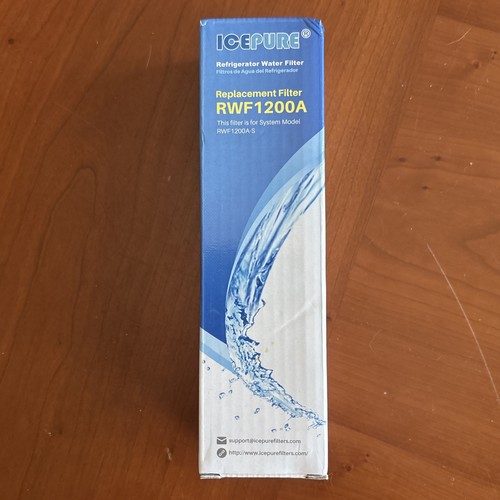 ICEPURE®
Refrigerator Water Filter
Filtros de Agua del Refrigerador
Replacement Filter
RWF1200A
This filter is for System Model
RWF1200A-S
support@icepurefilters.com
http://www.icepurefilters.com/